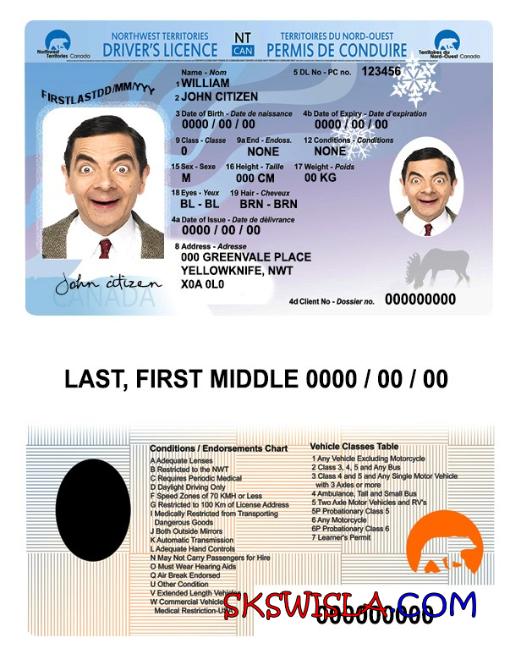 NORTHWEST TERRITORIES NT TERRITOIRES DU NORD-OUEST
DRIVER'S LICENCE CAN PERMIS DE CONDUIRE
Northwest Territories Canada
Territoires du Nord-Ouest Canada
FIRSTLASTDD/MM/YYY
Name - Nom 5 DL No - PC no. 123456
1 WILLIAM
2 JOHN CITIZEN
3 Date of Birth - Date de naissance 4b Date of Expiry - Date d'expiration
0000 / 00 / 00 0000 / 00 / 00
9 Class - Classe 9a End - Endoss. 12 Conditions - Conditions
0 NONE NONE
15 Sex - Sexe 16 Height - Taille 17 Weight - Poids
M 000 CM 00 KG
18 Eyes - Yeux 19 Hair - Cheveux
BL - BL BRN - BRN
4a Date of Issue - Date de délivrance
0000 / 00 / 00
8 Address - Adresse
000 GREENVALE PLACE
YELLOWKNIFE, NWT
X0A 0L0
John citizen
CANADA
4d Client No - Dossier no. 000000000
LAST, FIRST MIDDLE 0000 / 00 / 00
Conditions / Endorsements Chart
A Adequate Lenses
B Restricted to the NWT
C Requires Periodic Medical
D Daylight Driving Only
F Speed Zones of 70 KMH or Less
G Restricted to 100 Km of License Address
I Medically Restricted from Transporting
Dangerous Goods
J Both Outside Mirrors
K Automatic Transmission
L Adequate Hand Controls
N May Not Carry Passengers for Hire
O Must Wear Hearing Aids
Q Air Break Endorsed
U Other Condition
V Extended Length Vehicles
W Commercial Vehicle
Medical Restriction-USA
Vehicle Classes Table
1 Any Vehicle Excluding Motorcycle
2 Class 3, 4, 5 and Any Bus
3 Class 4 and 5 and Any Single Motor Vehicle
with 3 Axles or more
4 Ambulance, Taxi and Small Bus
5 Two Axle Motor Vehicles and RV's
5P Probationary Class 5
6 Any Motorcycle
6P Probationary Class 6
7 Learner's Permit
000000000
SKSWISLA.COM